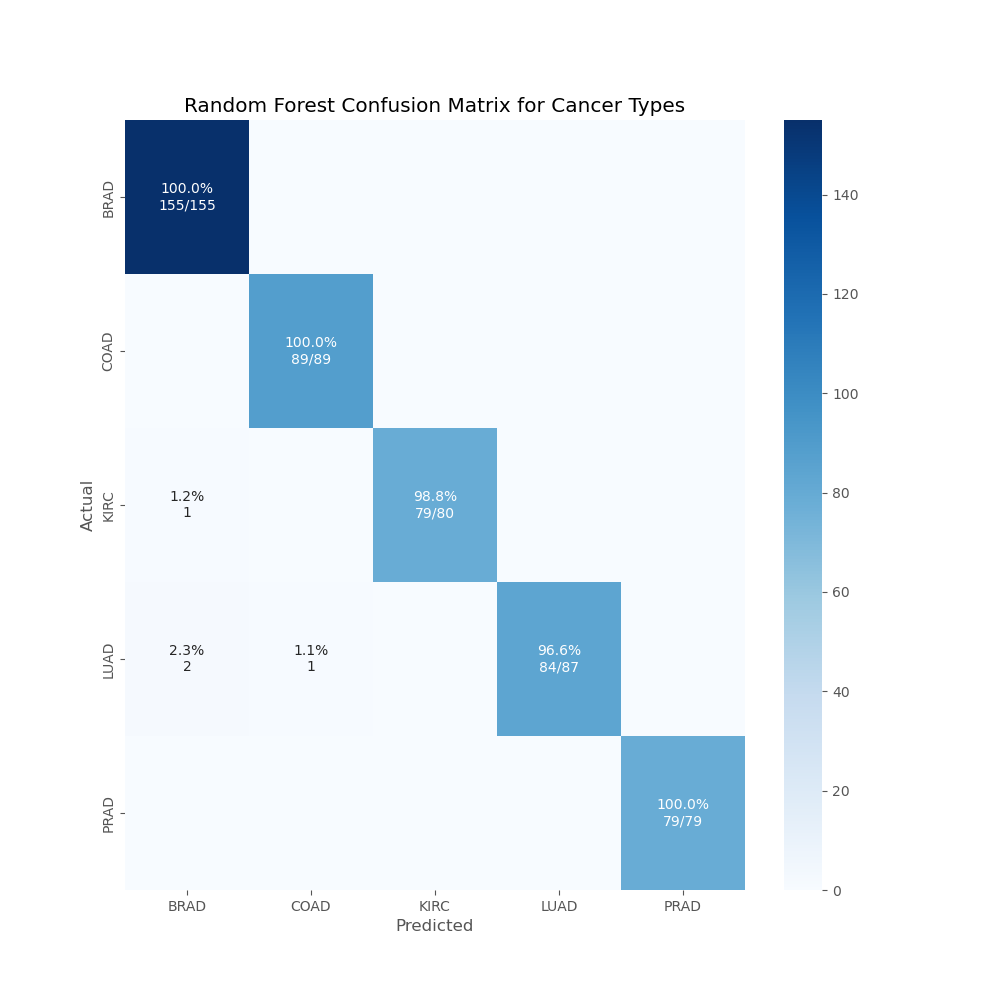 Random Forest Confusion Matrix for Cancer Types
Actual
BRAD
100.0%
155/155
COAD
100.0%
89/89
KIRC
1.2%
1
98.8%
79/80
LUAD
2.3%
2
1.1%
1
96.6%
84/87
PRAD
100.0%
79/79
BRAD
COAD
KIRC
LUAD
PRAD
Predicted
140
120
100
80
60
40
20
0